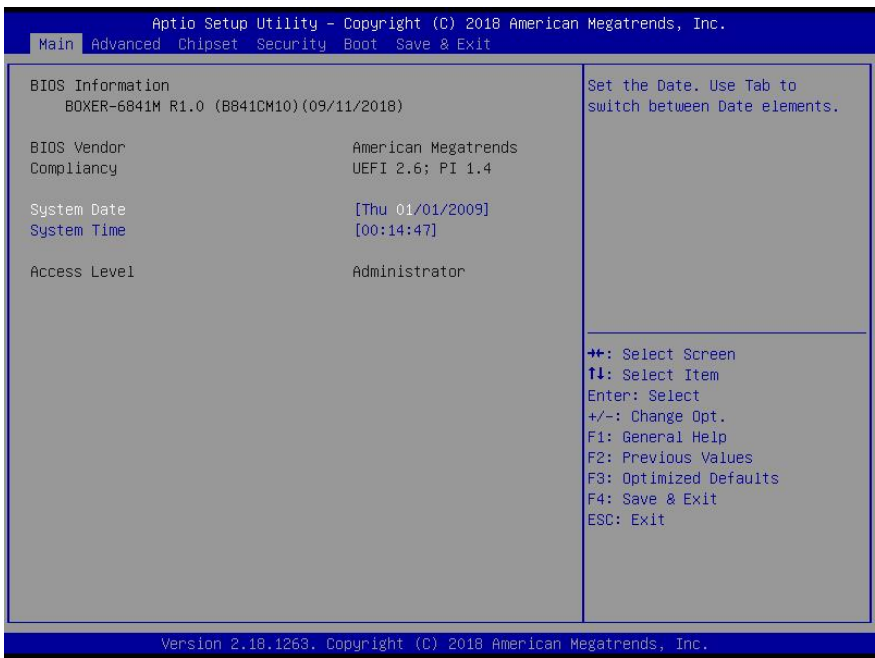 Aptio Setup Utility – Copyright (C) 2018 American Megatrends, Inc.
Main Advanced Chipset Security Boot Save & Exit
BIOS Information
BOXER-6841M R1.0 (B841CM10)(09/11/2018)
BIOS Vendor American Megatrends
Compliancy UEFI 2.6; PI 1.4
System Date [Thu 01/01/2009]
System Time [00:14:47]
Access Level Administrator
Set the Date. Use Tab to
switch between Date elements.
→←: Select Screen
↑↓: Select Item
Enter: Select
+/-: Change Opt.
F1: General Help
F2: Previous Values
F3: Optimized Defaults
F4: Save & Exit
ESC: Exit
Version 2.18.1263. Copyright (C) 2018 American Megatrends, Inc.